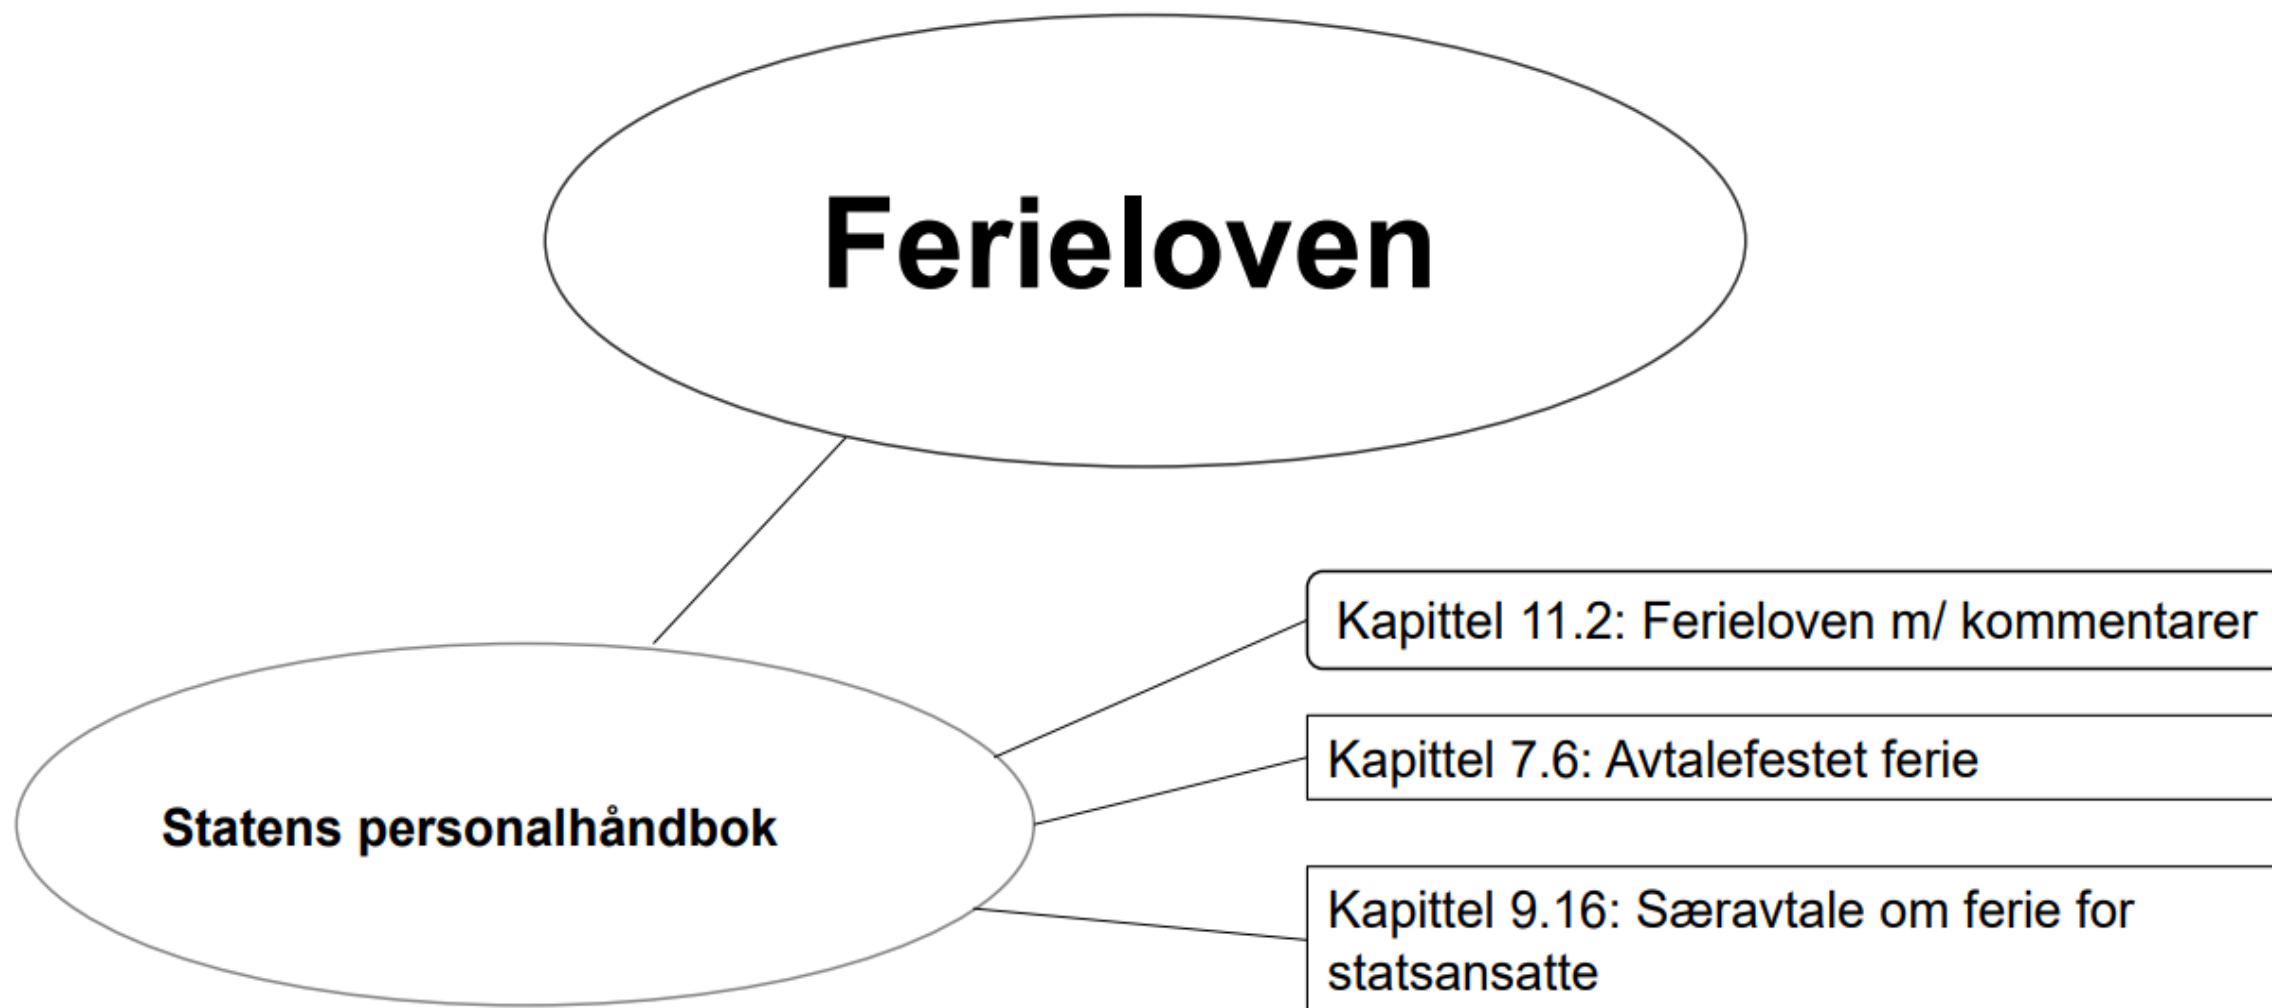 Ferieloven
Kapittel 11.2: Ferieloven m/ kommentarer
Kapittel 7.6: Avtalefestet ferie
Statens personalhåndbok
Kapittel 9.16: Særavtale om ferie for
statsansatte